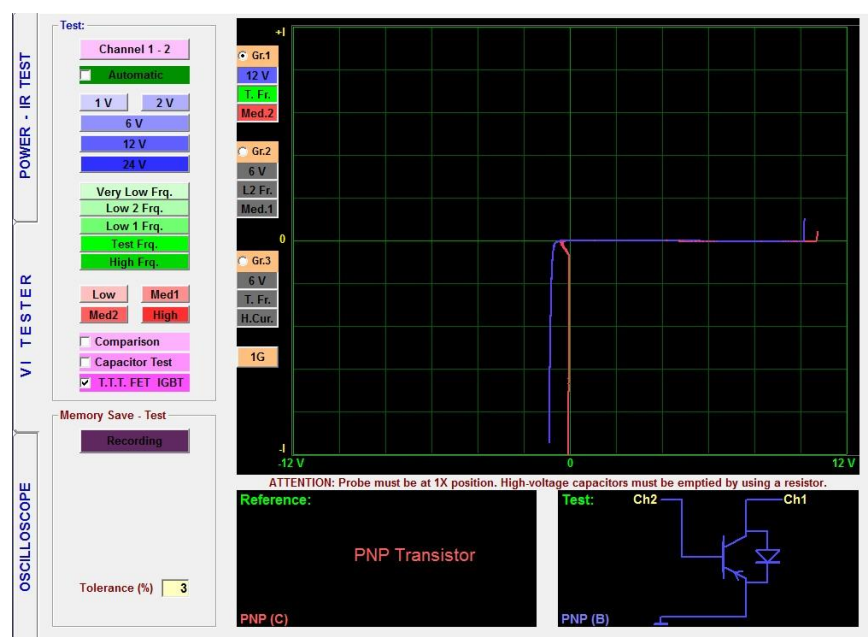 POWER - IR TEST
VI TESTER
OSCILLOSCOPE
Test:
Channel 1 - 2
Automatic
1 V
2 V
6 V
12 V
24 V
Very Low Frq.
Low 2 Frq.
Low 1 Frq.
Test Frq.
High Frq.
Low
Med1
Med2
High
Comparison
Capacitor Test
T.T.T. FET IGBT
Memory Save - Test
Recording
Tolerance (%) 3
Gr.1
12 V
T. Fr.
Med.2
Gr.2
6 V
L2 Fr.
Med.1
Gr.3
6 V
T. Fr.
H.Cur.
1G
+I
0
-I
-12 V 0 12 V
ATTENTION: Probe must be at 1X position. High-voltage capacitors must be emptied by using a resistor.
Reference:
PNP Transistor
PNP (C)
Test: Ch2 Ch1
PNP (B)